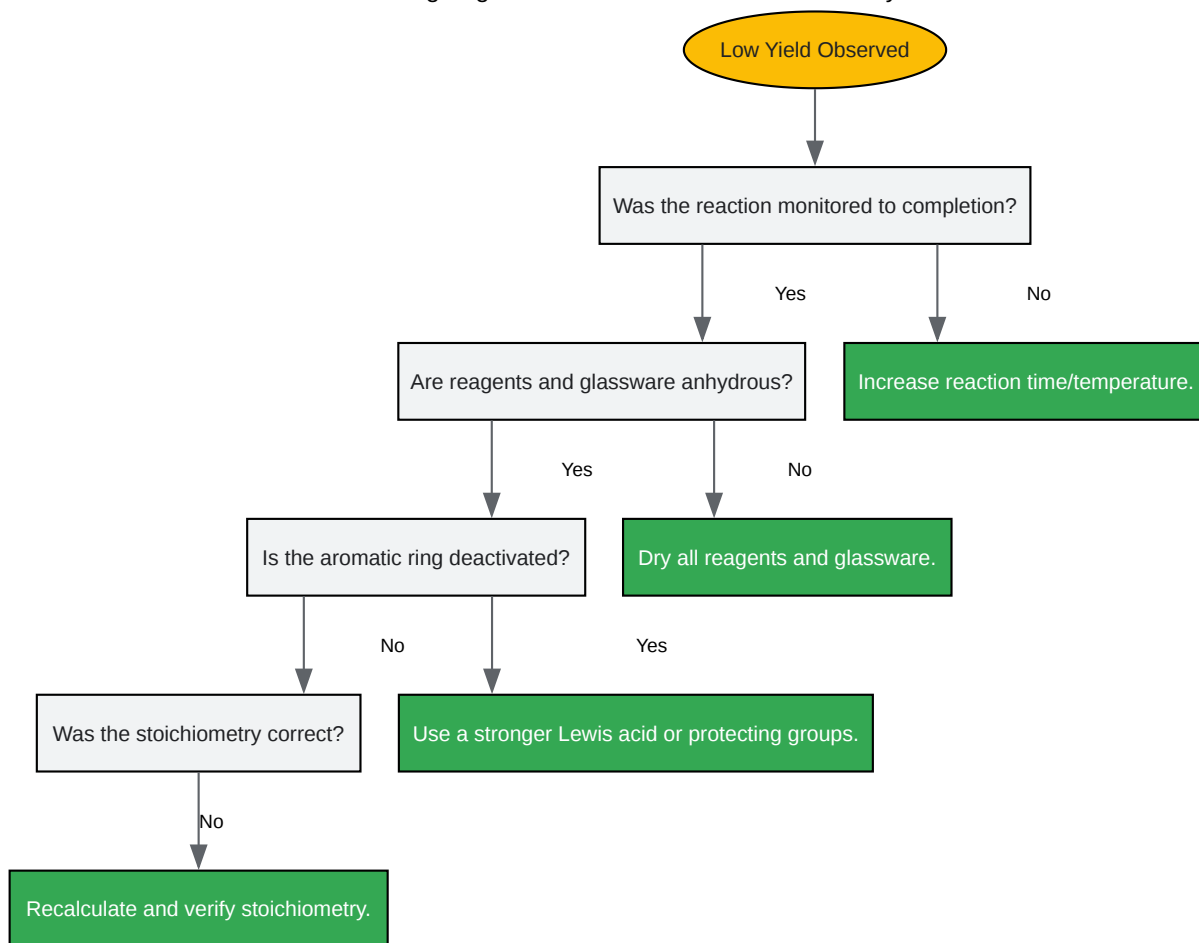 Low Yield Observed
Was the reaction monitored to completion?
Yes
No
Are reagents and glassware anhydrous?
Increase reaction time/temperature.
Yes
No
Is the aromatic ring deactivated?
Dry all reagents and glassware.
No
Yes
Was the stoichiometry correct?
Use a stronger Lewis acid or protecting groups.
No
Recalculate and verify stoichiometry.